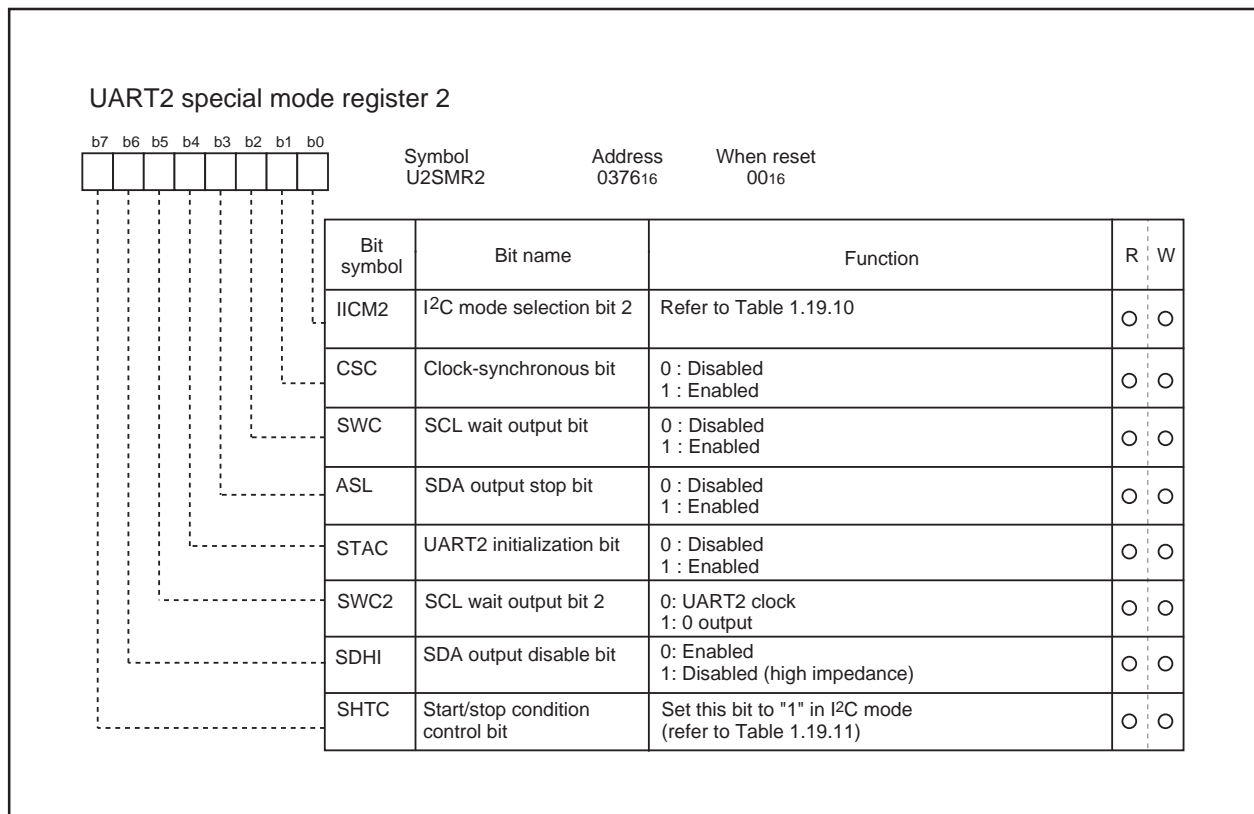 UART2 special mode register 2
b7 b6 b5 b4 b3 b2 b1 b0
Symbol Address When reset
U2SMR2 037616 0016
Bit symbol Bit name Function R W
IICM2 I2C mode selection bit 2 Refer to Table 1.19.10
CSC Clock-synchronous bit 0 : Disabled
1 : Enabled
SWC SCL wait output bit 0 : Disabled
1 : Enabled
ASL SDA output stop bit 0 : Disabled
1 : Enabled
STAC UART2 initialization bit 0 : Disabled
1 : Enabled
SWC2 SCL wait output bit 2 0: UART2 clock
1: 0 output
SDHI SDA output disable bit 0: Enabled
1: Disabled (high impedance)
SHTC Start/stop condition Set this bit to "1" in I2C mode
control bit (refer to Table 1.19.11)